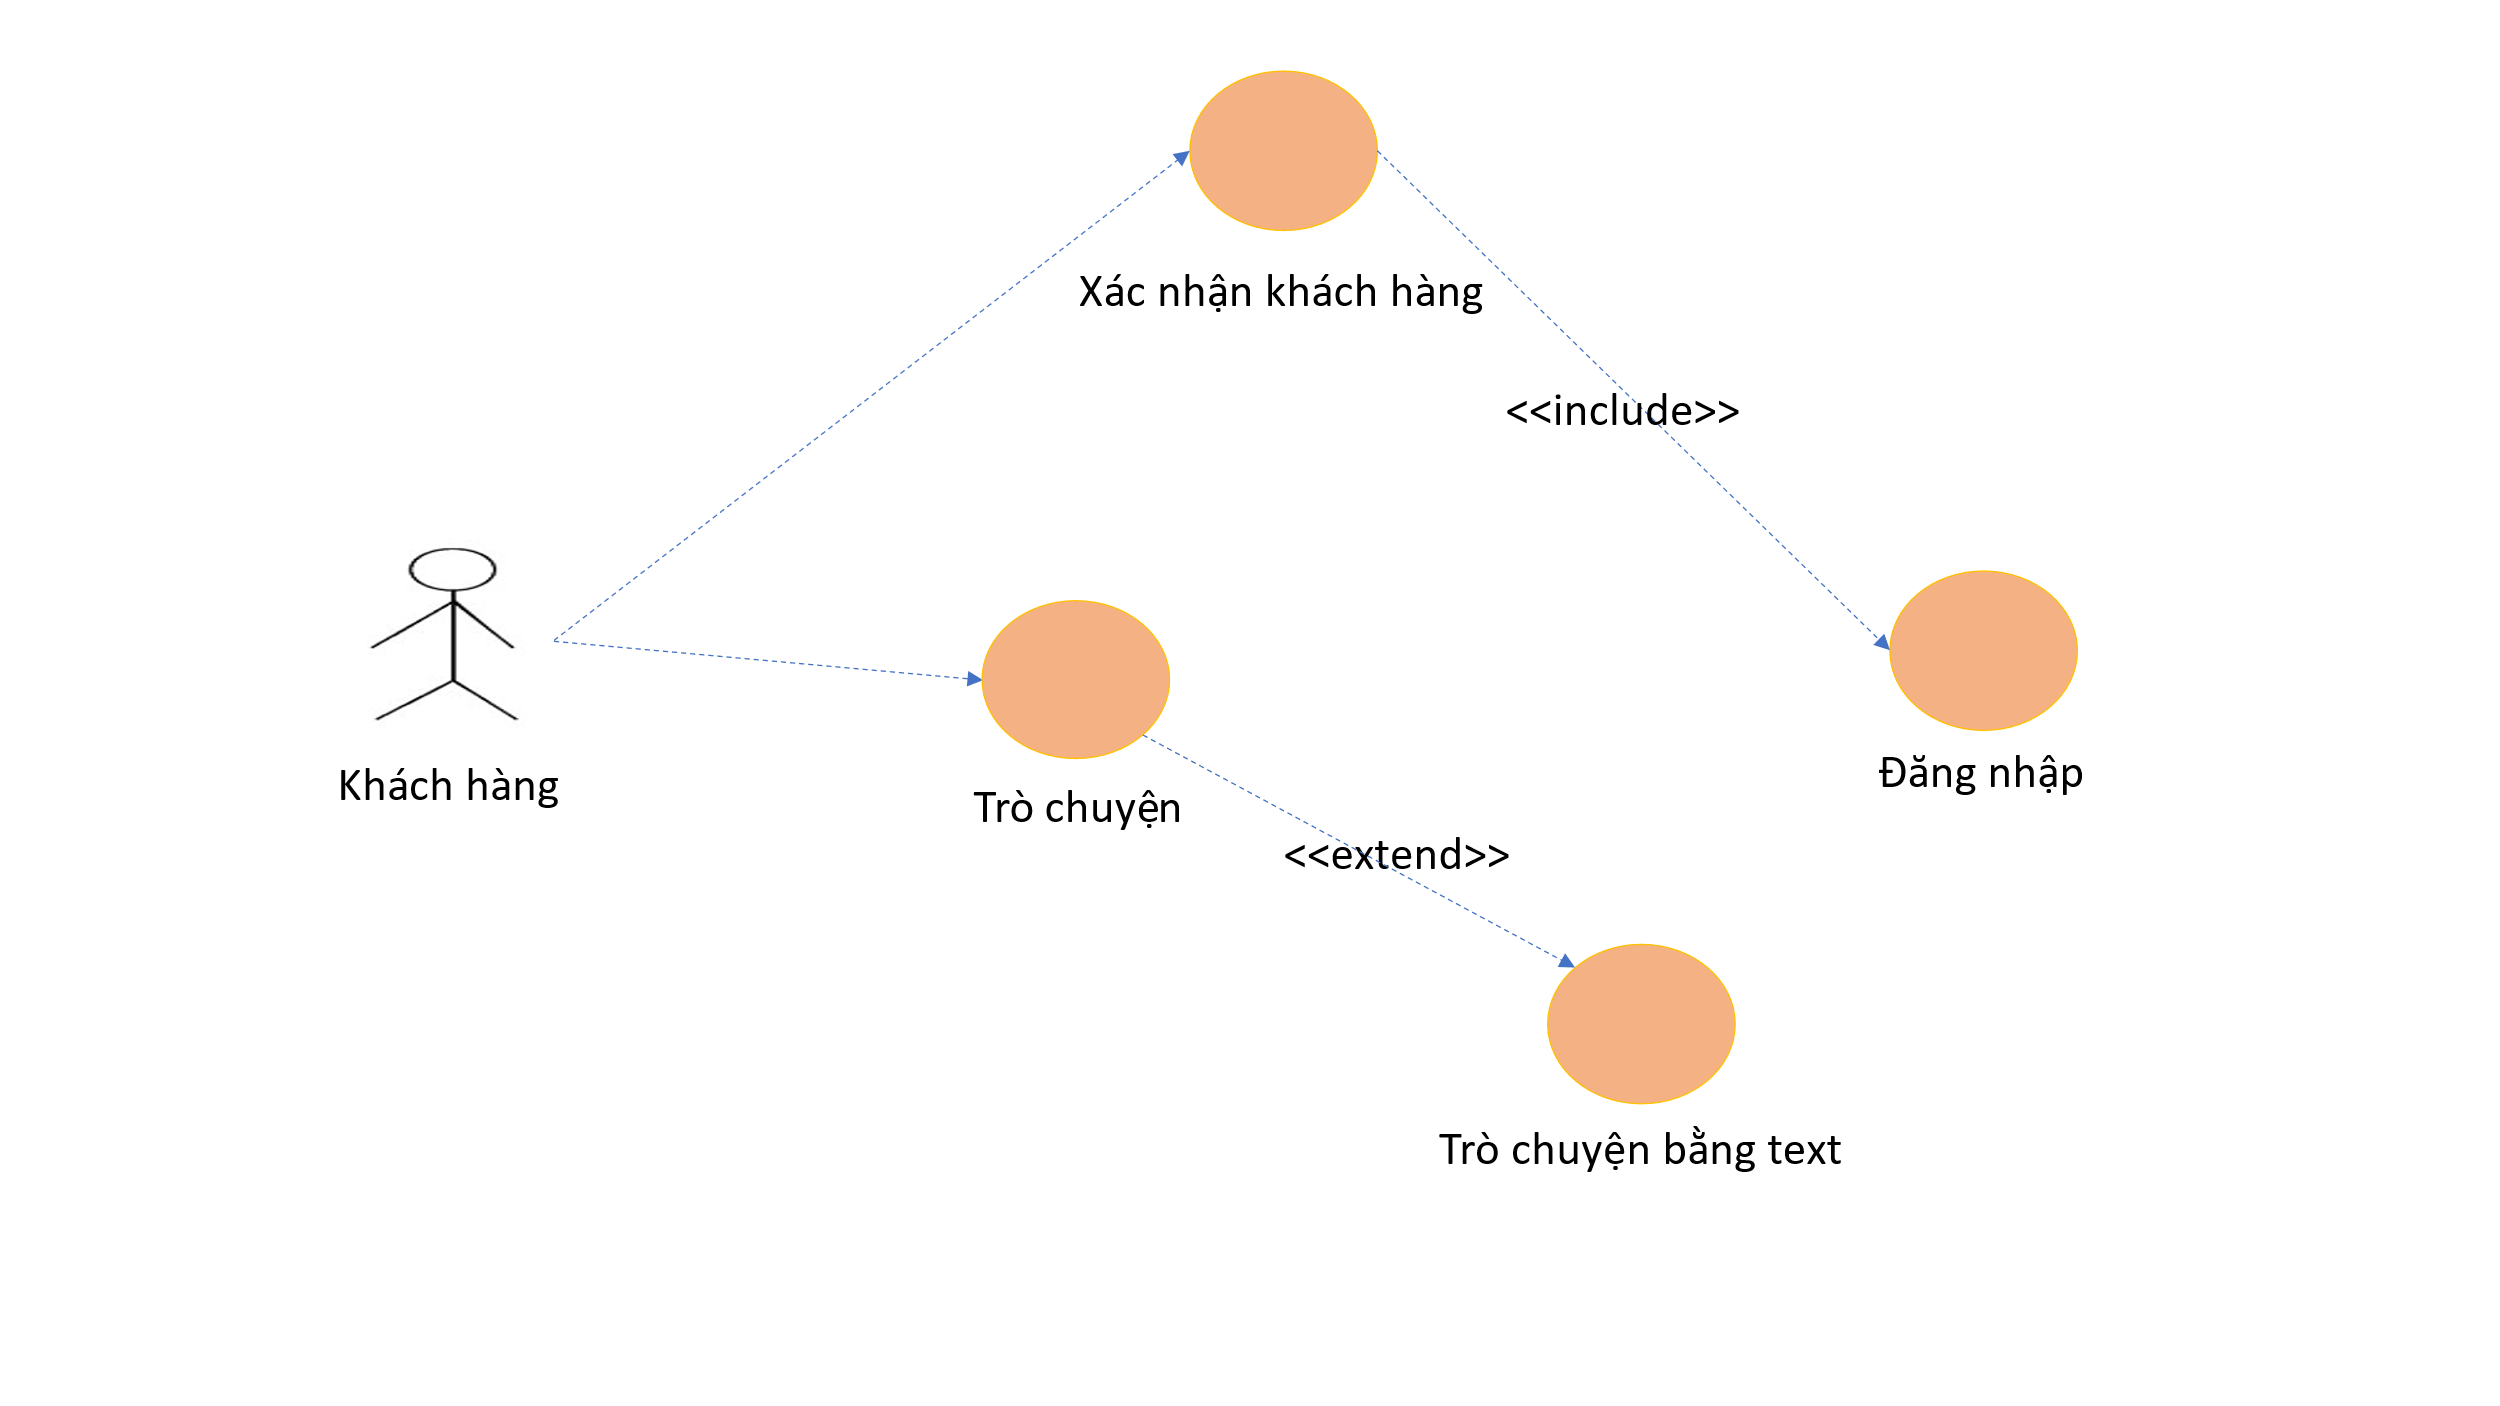 Xác nhận khách hàng
<<include>>
Khách hàng
Trò chuyện
Đăng nhập
<<extend>>
Trò chuyện bằng text